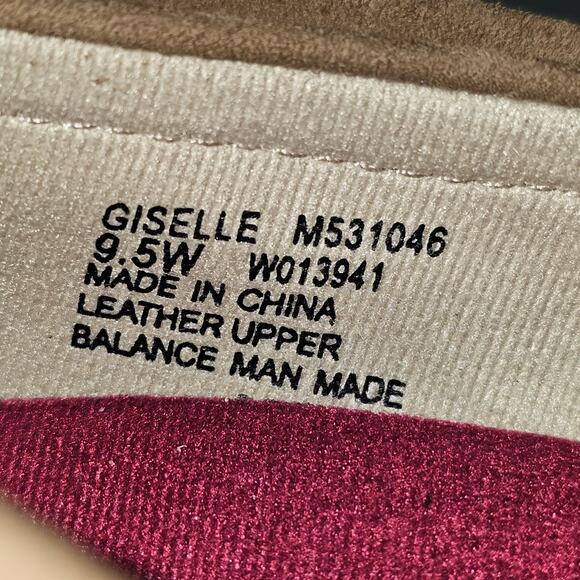 GISELLE M531046
9.5W W013941
MADE IN CHINA
LEATHER UPPER
BALANCE MAN MADE